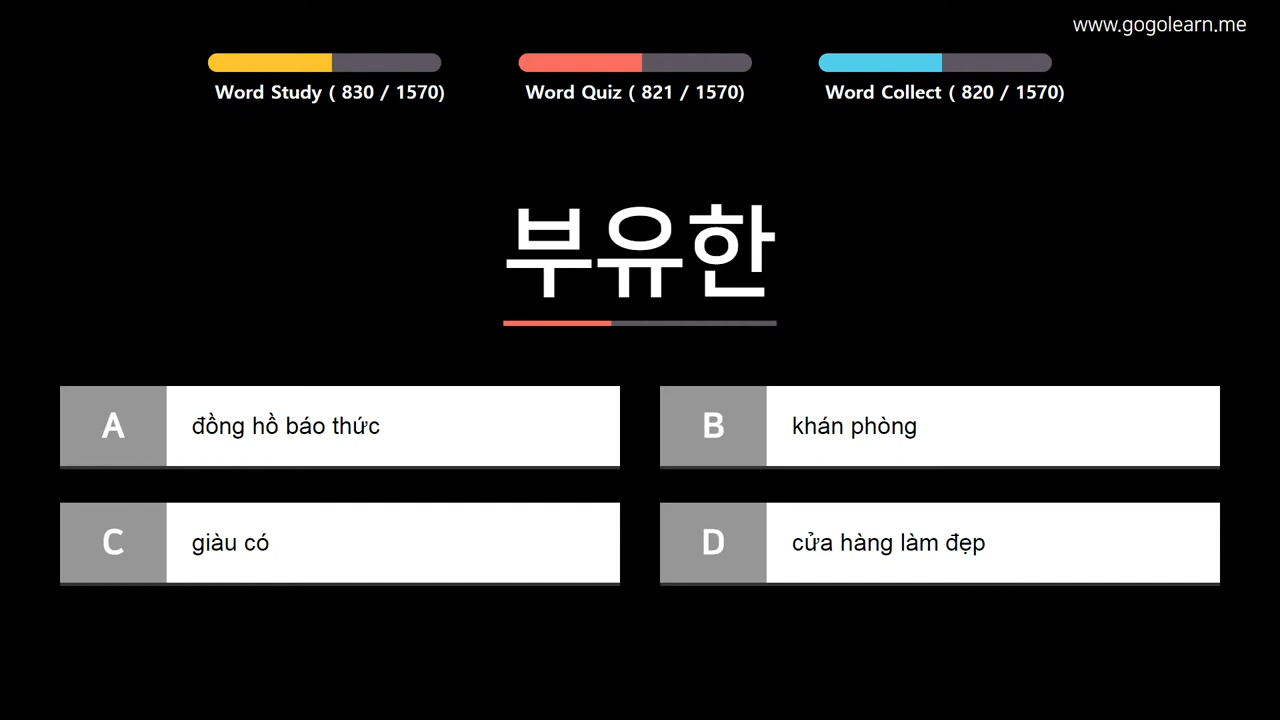 www.gogolearn.me
Word Study ( 830 / 1570)
Word Quiz ( 821 / 1570)
Word Collect ( 820 / 1570)
부유한
A đồng hồ báo thức
B khán phòng
C giàu có
D cửa hàng làm đẹp